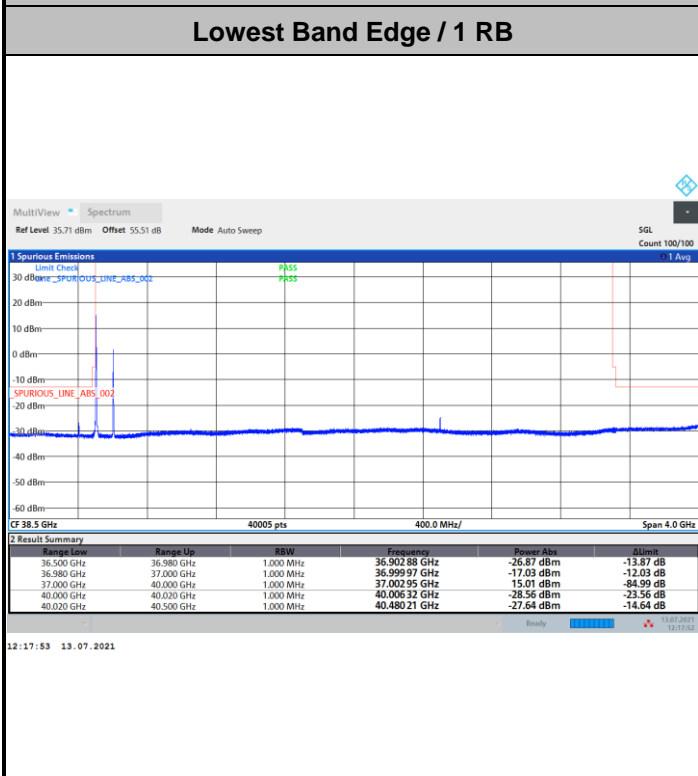 Lowest Band Edge / 1 RB
MultiView Spectrum
Ref Level 35.71 dBm Offset 55.51 dB Mode Auto Sweep SGL
Count 100/100
1 Spurious Emissions 1 Avg
Limit Check PASS
30 dBm Line _SPURIOUS_LINE_ABS_002 PASS
20 dBm
10 dBm
0 dBm
-10 dBm
_SPURIOUS_LINE_ABS_002
-20 dBm
-30 dBm
-40 dBm
-50 dBm
-60 dBm
CF 38.5 GHz 40005 pts 400.0 MHz/ Span 4.0 GHz
2 Result Summary
Range Low Range Up RBW Frequency Power Abs ΔLimit
36.500 GHz 36.980 GHz 1.000 MHz 36.902 88 GHz -26.87 dBm -13.87 dB
36.980 GHz 37.000 GHz 1.000 MHz 36.999 97 GHz -17.03 dBm -12.03 dB
37.000 GHz 40.000 GHz 1.000 MHz 37.002 95 GHz 15.01 dBm -84.99 dB
40.000 GHz 40.020 GHz 1.000 MHz 40.006 32 GHz -28.56 dBm -23.56 dB
40.020 GHz 40.500 GHz 1.000 MHz 40.480 21 GHz -27.64 dBm -14.64 dB
Ready 13.07.2021
12:17:52
12:17:53 13.07.2021